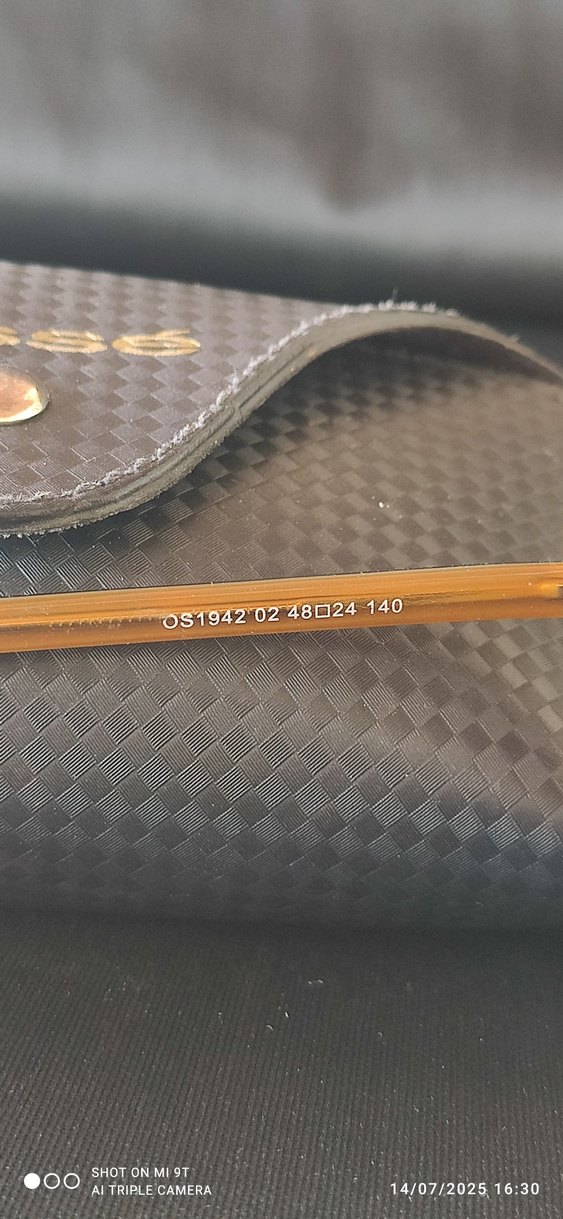 OS1942 02 48□24 140
SHOT ON MI 9T
AI TRIPLE CAMERA
14/07/2025 16:30